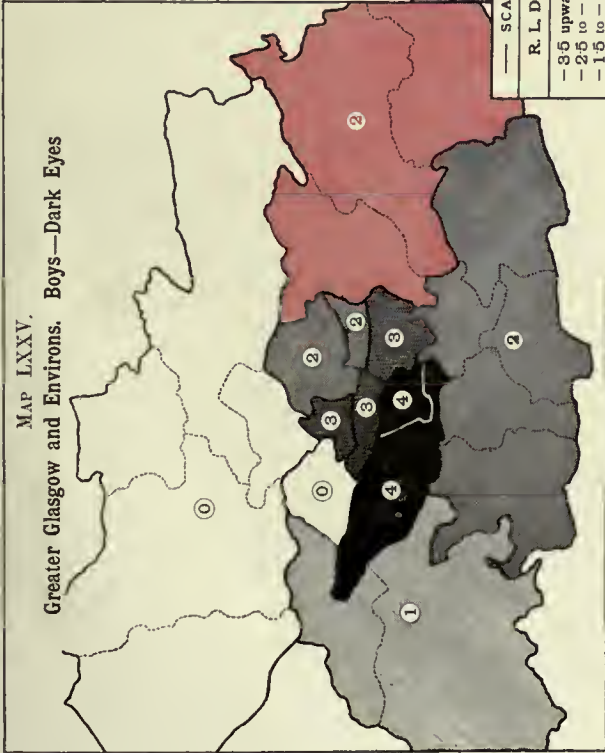 MAP LXXV.
Greater Glasgow and Environs. Boys—Dark Eyes
2
2
2
3
2
3
4
3
0
4
0
1
— SCA
R. L. D
– 3·5 upwa
– 2·5 to –
– 1·5 to –